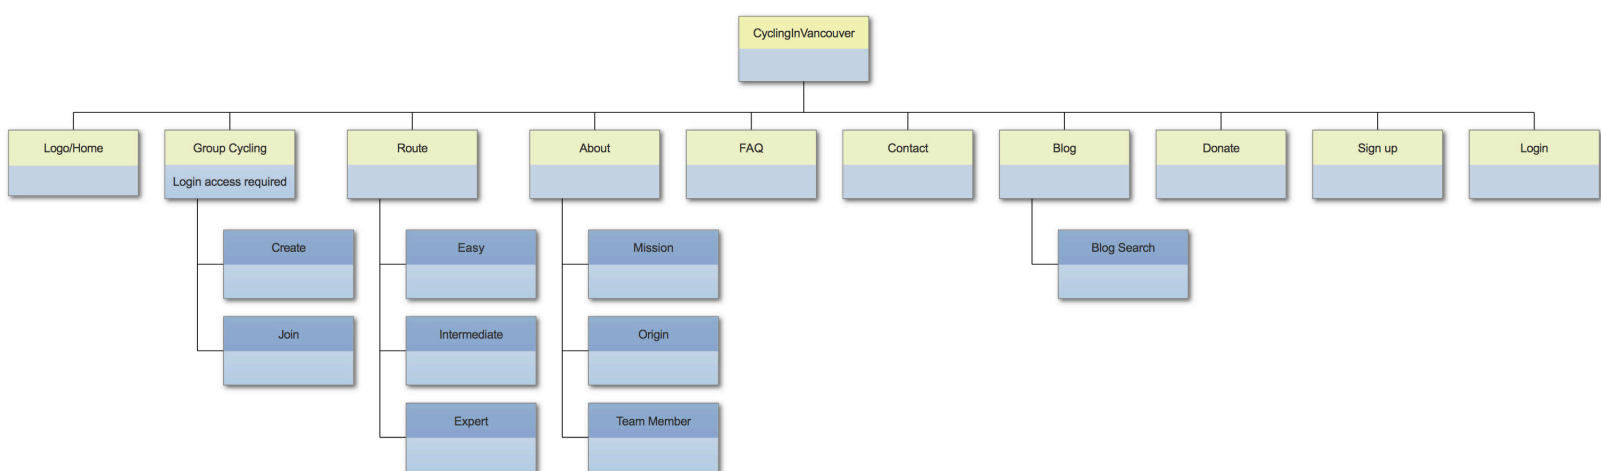 CyclingInVancouver
Logo/Home
Group Cycling
Login access required
Route
About
FAQ
Contact
Blog
Donate
Sign up
Login
Create
Easy
Mission
Blog Search
Join
Intermediate
Origin
Expert
Team Member